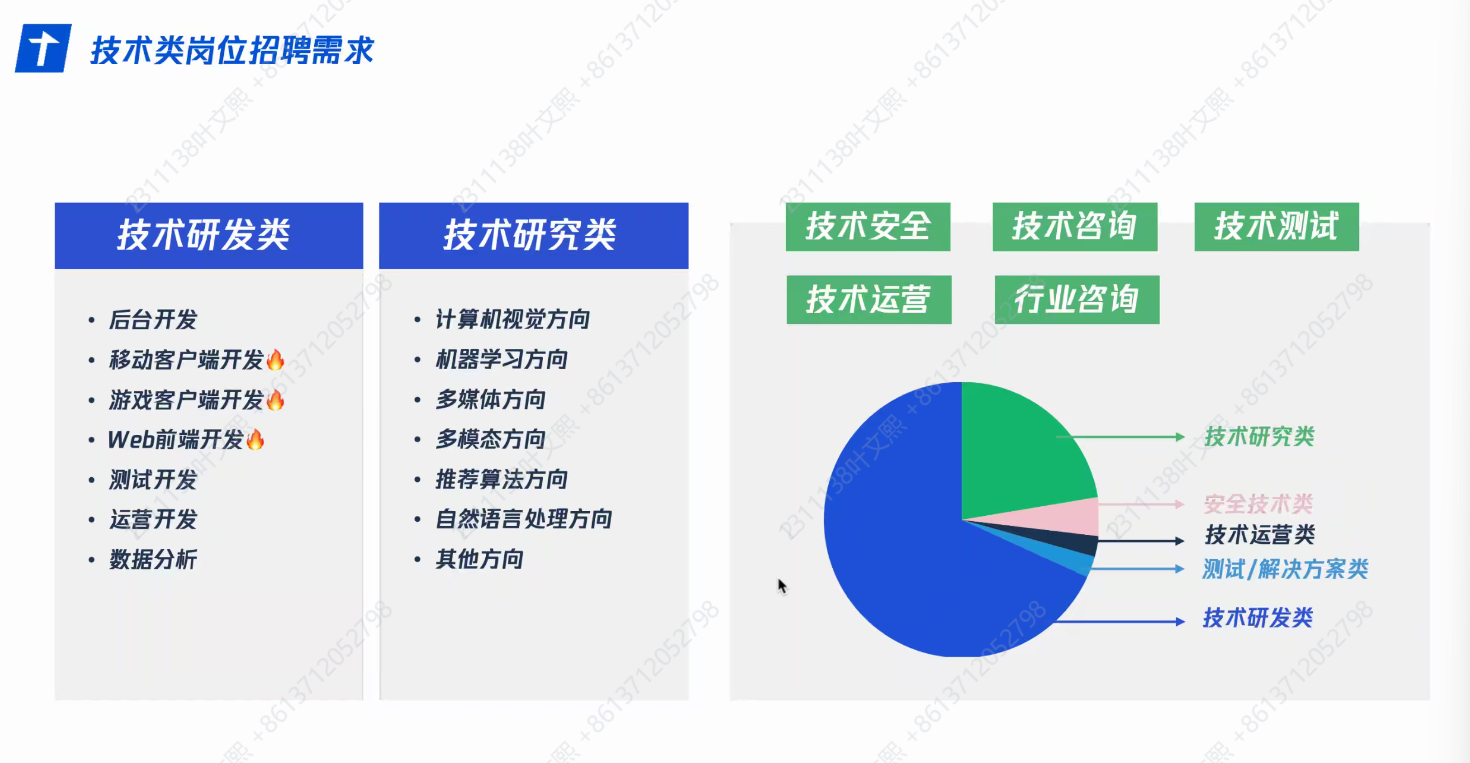 技术类岗位招聘需求
技术研发类
后台开发
移动客户端开发🔥
游戏客户端开发🔥
Web前端开发🔥
测试开发
运营开发
数据分析
技术研究类
计算机视觉方向
机器学习方向
多媒体方向
多模态方向
推荐算法方向
自然语言处理方向
其他方向
技术安全 技术咨询 技术测试
技术运营 行业咨询
技术研究类
安全技术类
技术运营类
测试/解决方案类
技术研发类
2311138叶文熙 +8613712052798